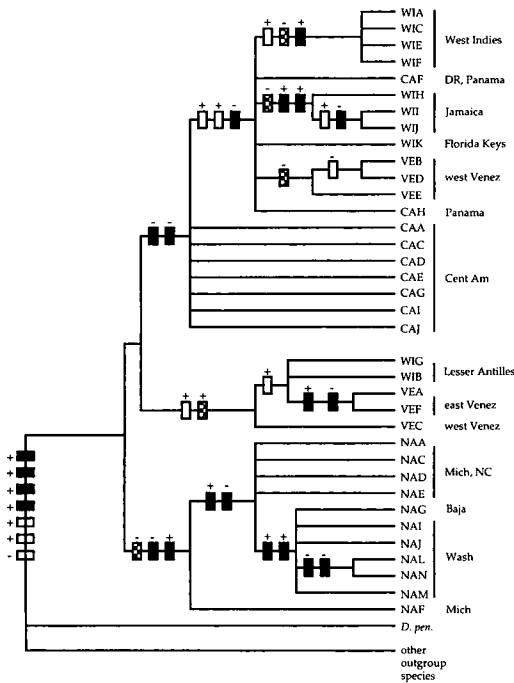 + - +
WIA
WIC
WIE
WIF
West Indies
CAF
DR, Panama
- + +
WIH
+ -
WII
WIJ
Jamaica
+ + -
WIK
Florida Keys
-
VEB
-
VED
VEE
west Venez
CAH
Panama
- -
CAA
CAC
CAD
CAE
CAG
CAI
CAJ
Cent Am
+
WIG
WIB
Lesser Antilles
+ -
VEA
VEF
east Venez
+ +
VEC
west Venez
NAA
NAC
NAD
NAE
Mich, NC
+ -
NAG
Baja
NAI
NAJ
+ +
- -
NAL
NAN
NAM
Wash
- - +
NAF
Mich
+
+
+
+
+
+
-
D. pen.
other
outgroup
species